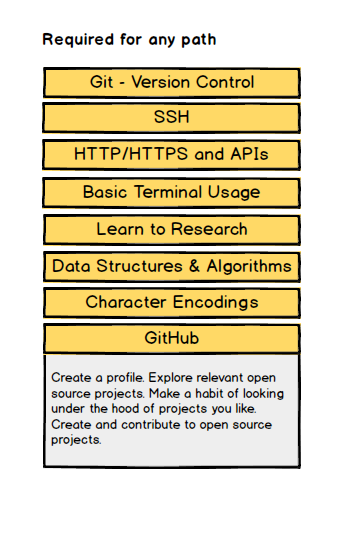 Required for any path
Git - Version Control
SSH
HTTP/HTTPS and APIs
Basic Terminal Usage
Learn to Research
Data Structures & Algorithms
Character Encodings
GitHub
Create a profile. Explore relevant open
source projects. Make a habit of looking
under the hood of projects you like.
Create and contribute to open source
projects.